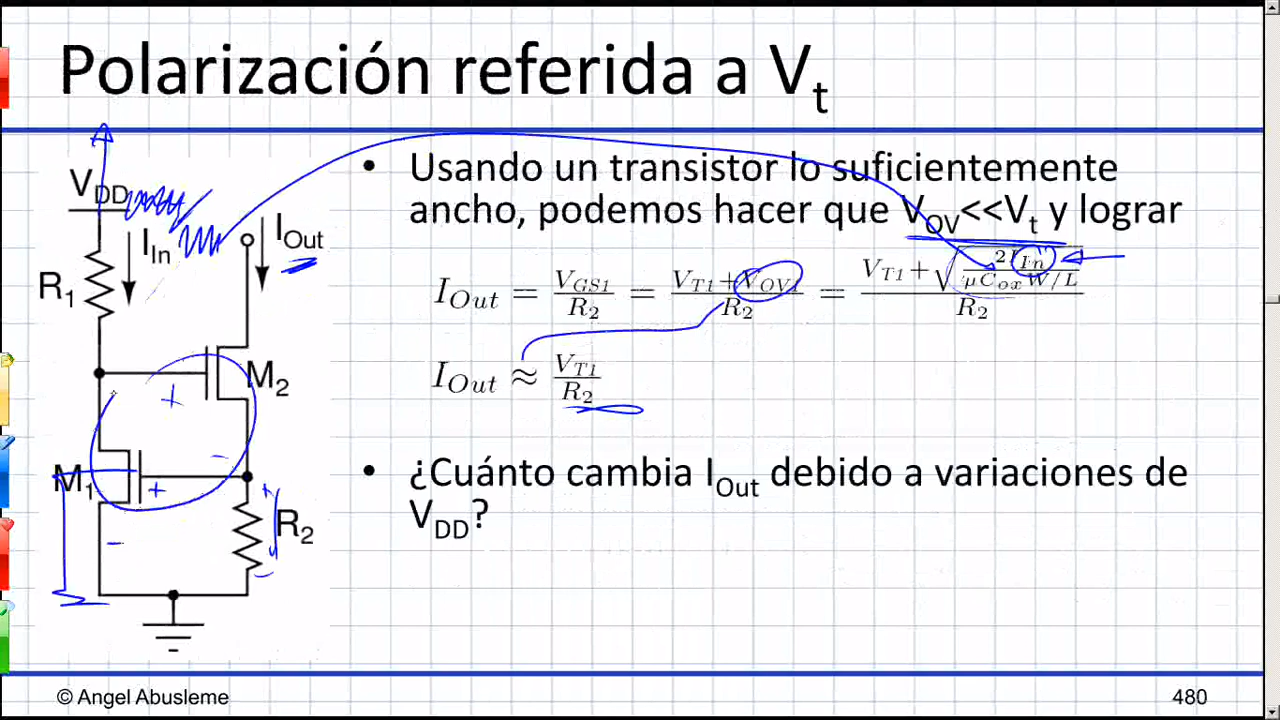 Polarización referida a Vt
VDD
IIn
IOut
R1
M2
M1
R2
• Usando un transistor lo suficientemente
ancho, podemos hacer que VOV<<Vt y lograr
IOut = VGS1/R2 = (VT1+VOV1)/R2 = (VT1+√(2IIn/(μCoxW/L)))/R2
IOut ≈ VT1/R2
• ¿Cuánto cambia IOut debido a variaciones de
VDD?
+
−
+
−
+
−
© Angel Abusleme
480